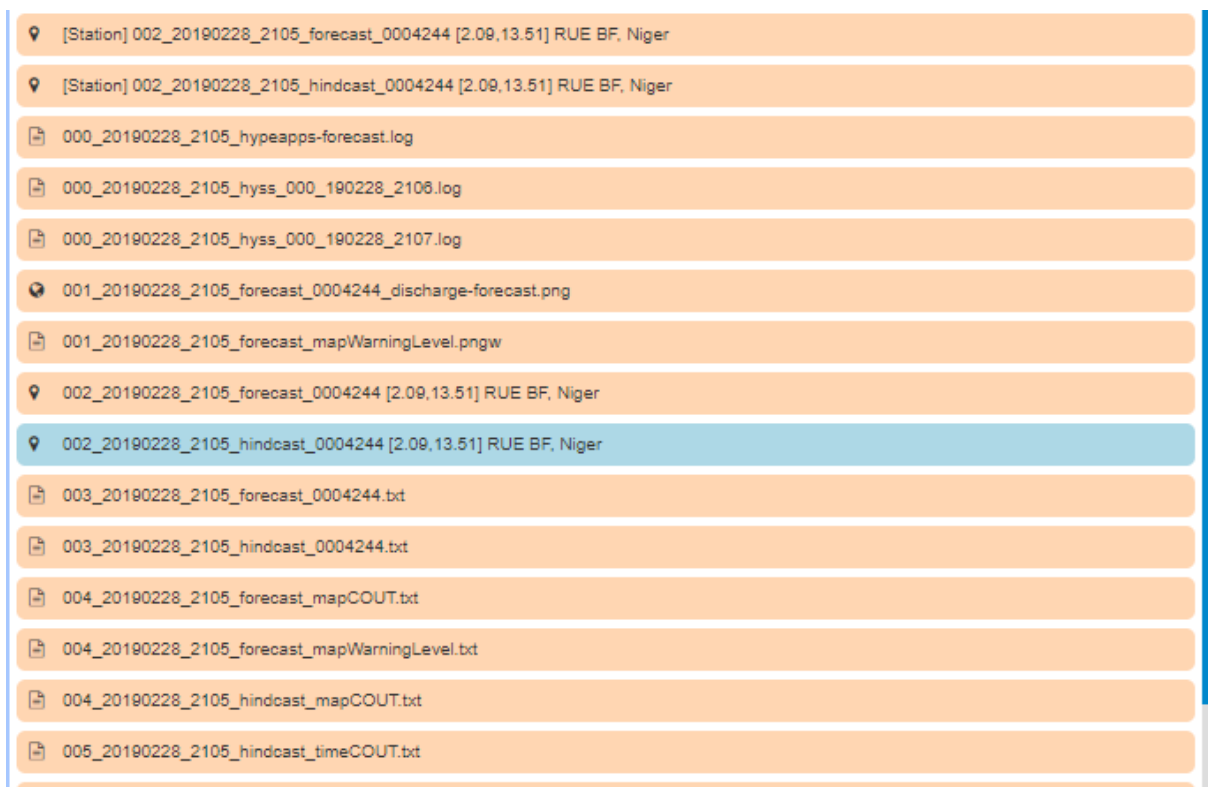 [Station] 002_20190228_2105_forecast_0004244 [2.09,13.51] RUE BF, Niger
[Station] 002_20190228_2105_hindcast_0004244 [2.09,13.51] RUE BF, Niger
000_20190228_2105_hypeapps-forecast.log
000_20190228_2105_hyss_000_190228_2106.log
000_20190228_2105_hyss_000_190228_2107.log
001_20190228_2105_forecast_0004244_discharge-forecast.png
001_20190228_2105_forecast_mapWarningLevel.pngw
002_20190228_2105_forecast_0004244 [2.09,13.51] RUE BF, Niger
002_20190228_2105_hindcast_0004244 [2.09,13.51] RUE BF, Niger
003_20190228_2105_forecast_0004244.txt
003_20190228_2105_hindcast_0004244.txt
004_20190228_2105_forecast_mapCOUT.txt
004_20190228_2105_forecast_mapWarningLevel.txt
004_20190228_2105_hindcast_mapCOUT.txt
005_20190228_2105_hindcast_timeCOUT.txt